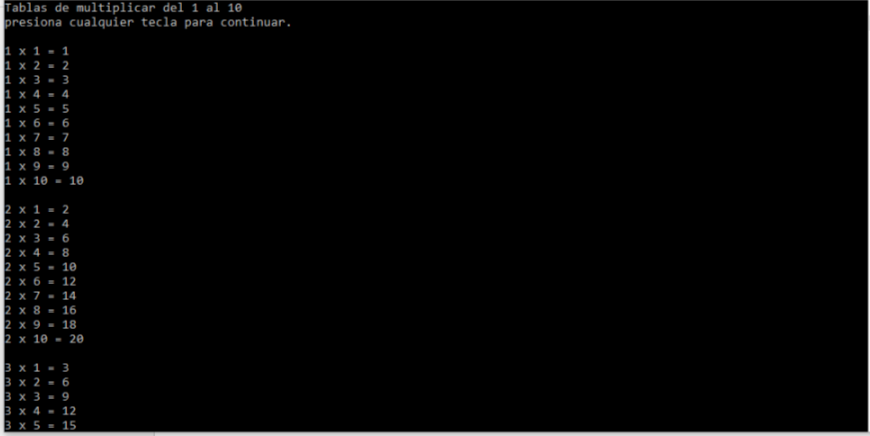 Tablas de multiplicar del 1 al 10
presiona cualquier tecla para continuar.
1 x 1 = 1
1 x 2 = 2
1 x 3 = 3
1 x 4 = 4
1 x 5 = 5
1 x 6 = 6
1 x 7 = 7
1 x 8 = 8
1 x 9 = 9
1 x 10 = 10
2 x 1 = 2
2 x 2 = 4
2 x 3 = 6
2 x 4 = 8
2 x 5 = 10
2 x 6 = 12
2 x 7 = 14
2 x 8 = 16
2 x 9 = 18
2 x 10 = 20
3 x 1 = 3
3 x 2 = 6
3 x 3 = 9
3 x 4 = 12
3 x 5 = 15